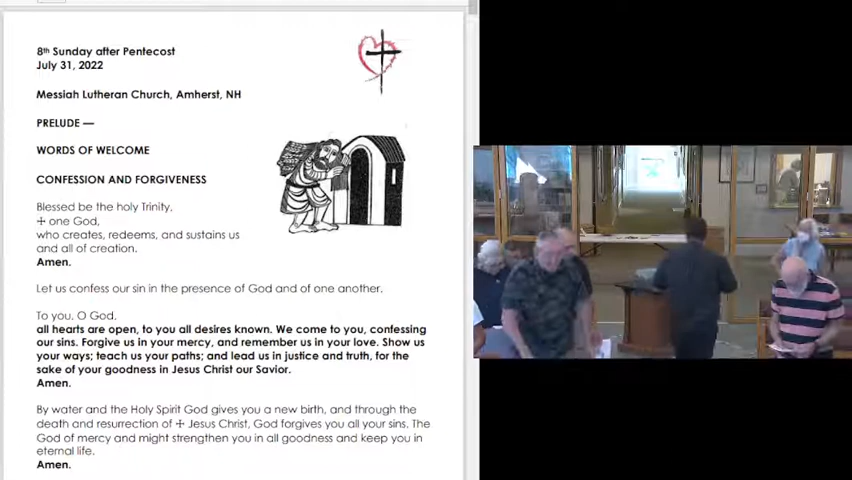 8th Sunday after Pentecost
July 31, 2022
Messiah Lutheran Church, Amherst, NH
PRELUDE —
WORDS OF WELCOME
CONFESSION AND FORGIVENESS
Blessed be the holy Trinity,
☩ one God,
who creates, redeems, and sustains us
and all of creation.
Amen.
Let us confess our sin in the presence of God and of one another.
To you, O God,
all hearts are open, to you all desires known. We come to you, confessing
our sins. Forgive us in your mercy, and remember us in your love. Show us
your ways; teach us your paths; and lead us in justice and truth, for the
sake of your goodness in Jesus Christ our Savior.
Amen.
By water and the Holy Spirit God gives you a new birth, and through the
death and resurrection of ☩ Jesus Christ, God forgives you all your sins. The
God of mercy and might strengthen you in all goodness and keep you in
eternal life.
Amen.